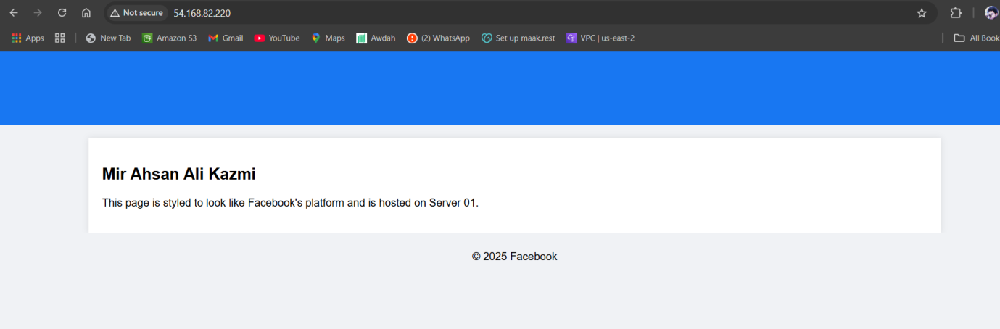 Not secure 54.168.82.220
Apps New Tab Amazon S3 Gmail YouTube Maps Awdah (2) WhatsApp Set up maak.rest VPC | us-east-2 All Book
Mir Ahsan Ali Kazmi
This page is styled to look like Facebook's platform and is hosted on Server 01.
© 2025 Facebook